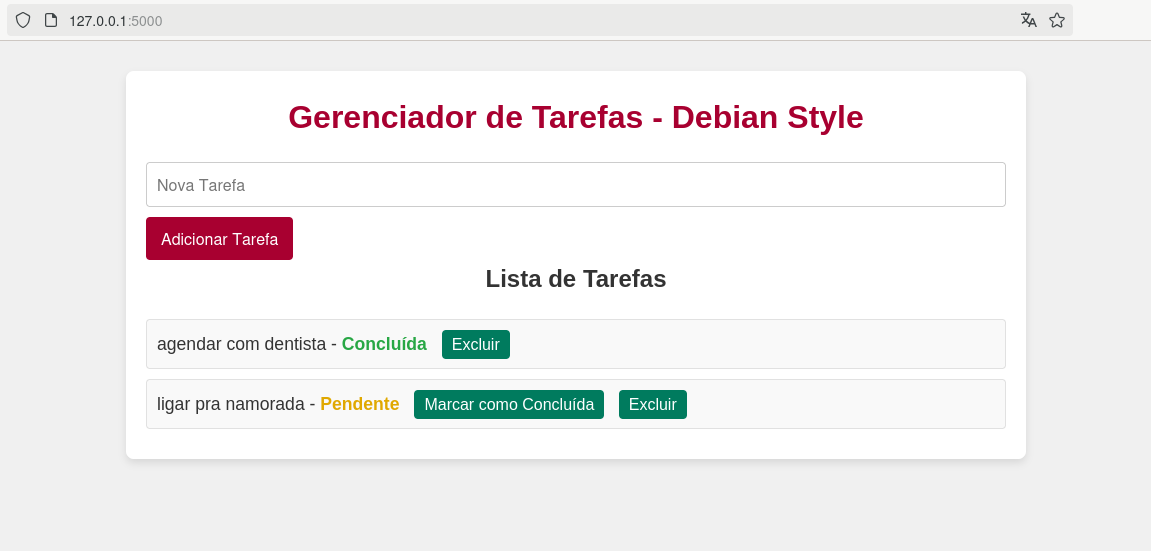 127.0.0.1:5000
Gerenciador de Tarefas - Debian Style
Nova Tarefa
Adicionar Tarefa
Lista de Tarefas
agendar com dentista - Concluída Excluir
ligar pra namorada - Pendente Marcar como Concluída Excluir